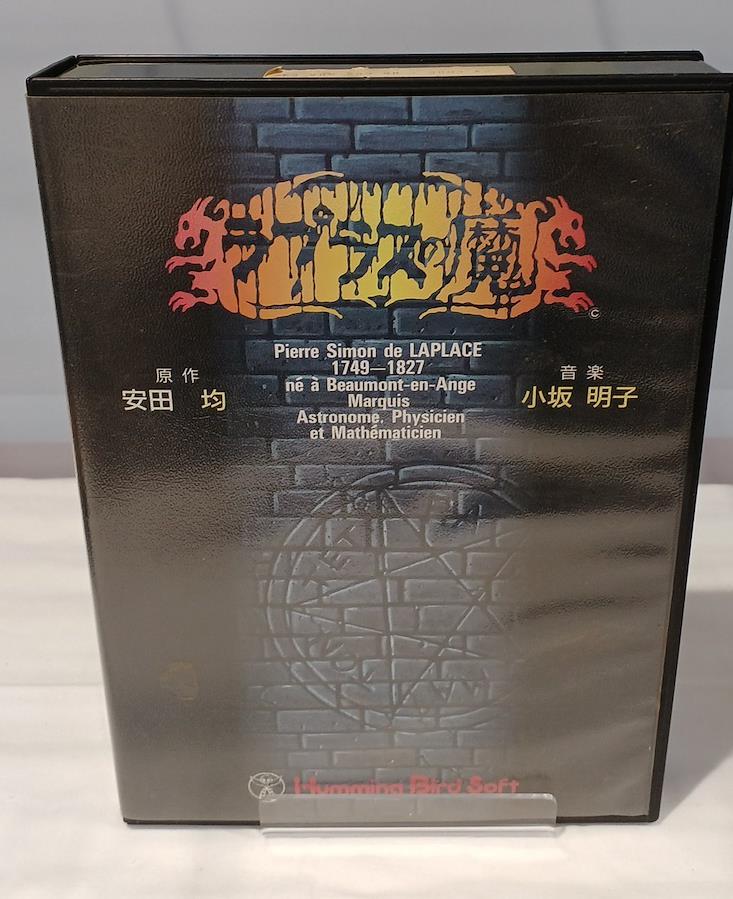 ラプラスの魔
©
Pierre Simon de LAPLACE
1749—1827
né à Beaumont-en-Ange
Marquis
Astronome, Physicien
et Mathématicien
原作
安田 均
音楽
小坂 明子
Humming Bird Soft